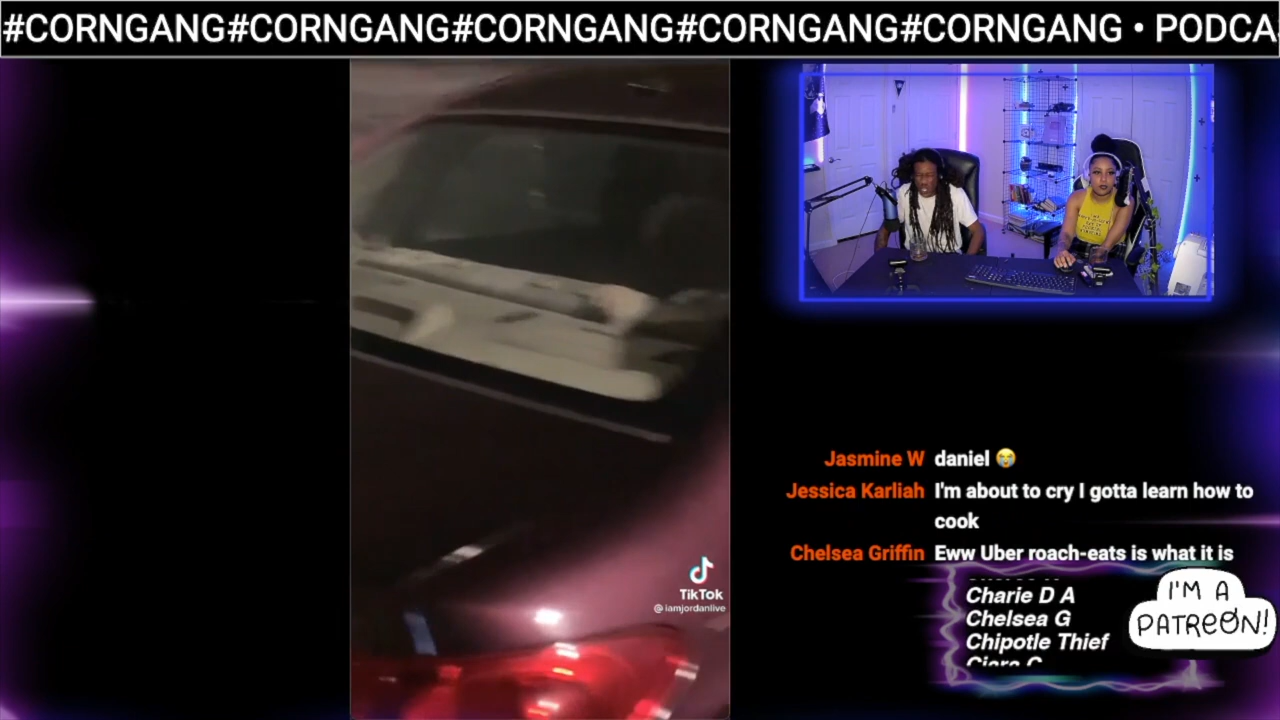 #CORNGANG#CORNGANG#CORNGANG#CORNGANG#CORNGANG • PODCA
TikTok
@iamjordanlive
Jasmine W daniel 😭
Jessica Karliah I'm about to cry I gotta learn how to
cook
Chelsea Griffin Eww Uber roach-eats is what it is
Charie D A
Chelsea G
Chipotle Thief
Ciara C
I'M A
PATREON!